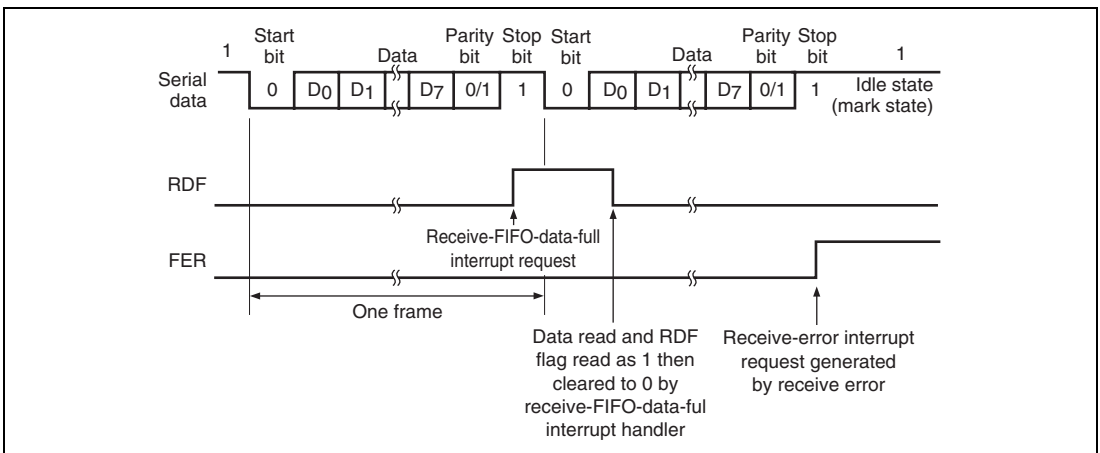 Start Parity Stop Start Parity Stop
1 bit Data bit bit bit Data bit bit 1
Serial data 0 D0 D1 D7 0/1 1 0 D0 D1 D7 0/1 1 Idle state (mark state)
RDF
Receive-FIFO-data-full
interrupt request
FER
One frame
Data read and RDF
flag read as 1 then
cleared to 0 by
receive-FIFO-data-ful
interrupt handler
Receive-error interrupt
request generated
by receive error